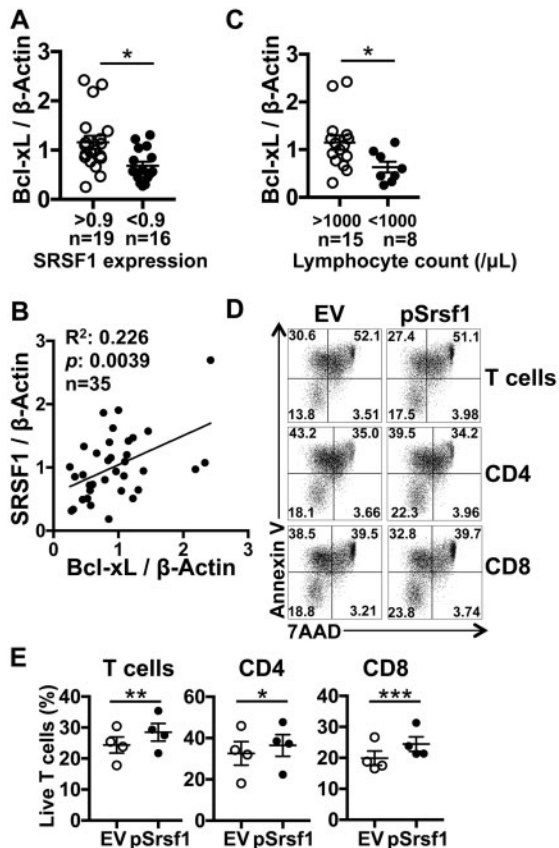 A
*
Bcl-xL / β-Actin
3
2
1
0
>0.9 <0.9
n=19 n=16
SRSF1 expression
C
*
Bcl-xL / β-Actin
3
2
1
0
>1000 <1000
n=15 n=8
Lymphocyte count (/μL)
B
R²: 0.226
p: 0.0039
n=35
SRSF1 / β-Actin
3
2
1
0
0 1 2 3
Bcl-xL / β-Actin
D
EV pSrsf1
30.6 52.1 27.4 51.1
T cells
13.8 3.51 17.5 3.98
43.2 35.0 39.5 34.2
CD4
18.1 3.66 22.3 3.96
38.5 39.5 32.8 39.7
CD8
18.8 3.21 23.8 3.74
Annexin V
7AAD
E
T cells CD4 CD8
** * ***
Live T cells (%)
40
30
20
10
0
EV pSrsf1
60
40
20
0
EV pSrsf1
40
30
20
10
0
EV pSrsf1